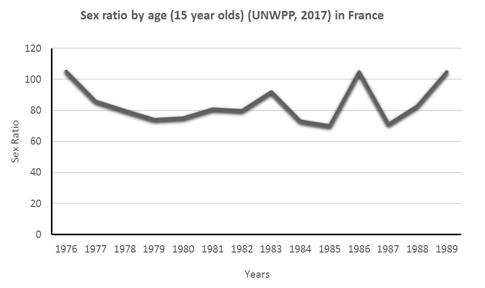 Sex ratio by age (15 year olds) (UNWPP, 2017) in France
120
100
80
60
40
20
0
Sex Ratio
1976 1977 1978 1979 1980 1981 1982 1983 1984 1985 1986 1987 1988 1989
Years